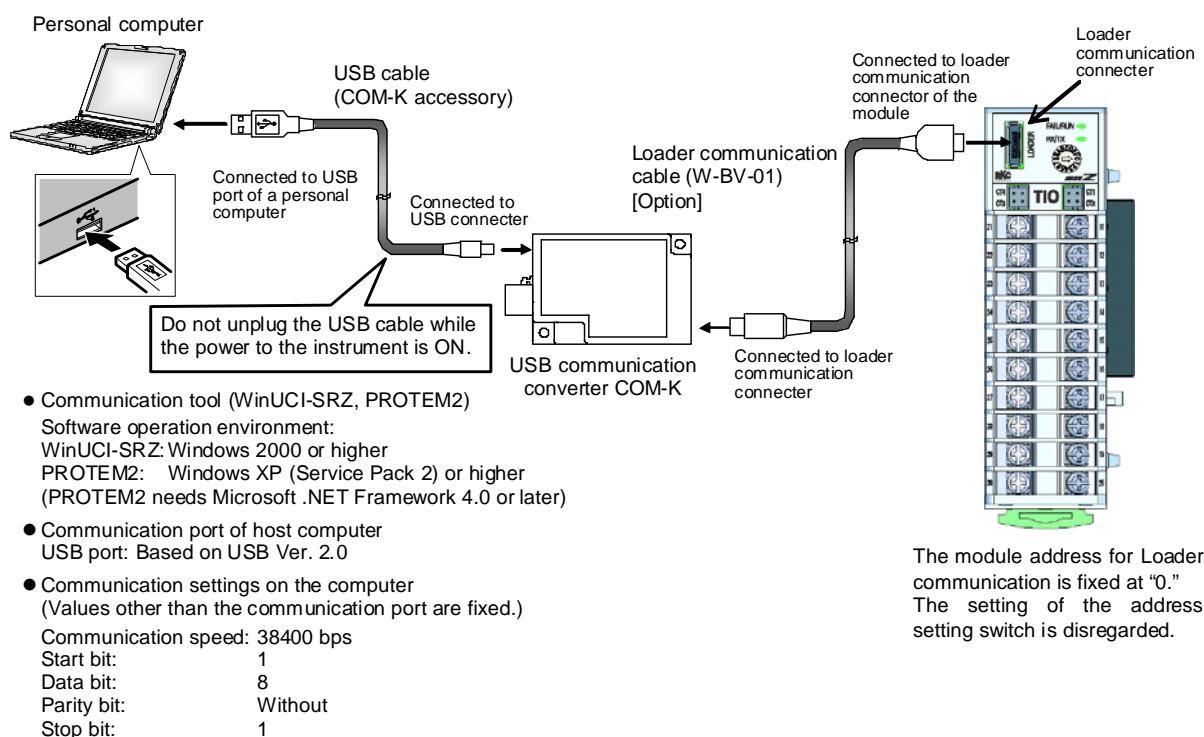 Personal computer
USB cable
(COM-K accessory)
Connected to USB
port of a personal
computer
Connected to
USB connecter
Do not unplug the USB cable while
the power to the instrument is ON.
USB communication
converter COM-K
Loader communication
cable (W-BV-01)
[Option]
Connected to loader
communication
connecter
Connected to loader
communication
connector of the
module
Loader
communication
connecter
FAIL/RUN
RX/TX
LOADER
RKC
SRZ
TIO
● Communication tool (WinUCI-SRZ, PROTEM2)
Software operation environment:
WinUCI-SRZ: Windows 2000 or higher
PROTEM2: Windows XP (Service Pack 2) or higher
(PROTEM2 needs Microsoft .NET Framework 4.0 or later)
● Communication port of host computer
USB port: Based on USB Ver. 2.0
● Communication settings on the computer
(Values other than the communication port are fixed.)
Communication speed: 38400 bps
Start bit: 1
Data bit: 8
Parity bit: Without
Stop bit: 1
The module address for Loader
communication is fixed at “0.”
The setting of the address
setting switch is disregarded.